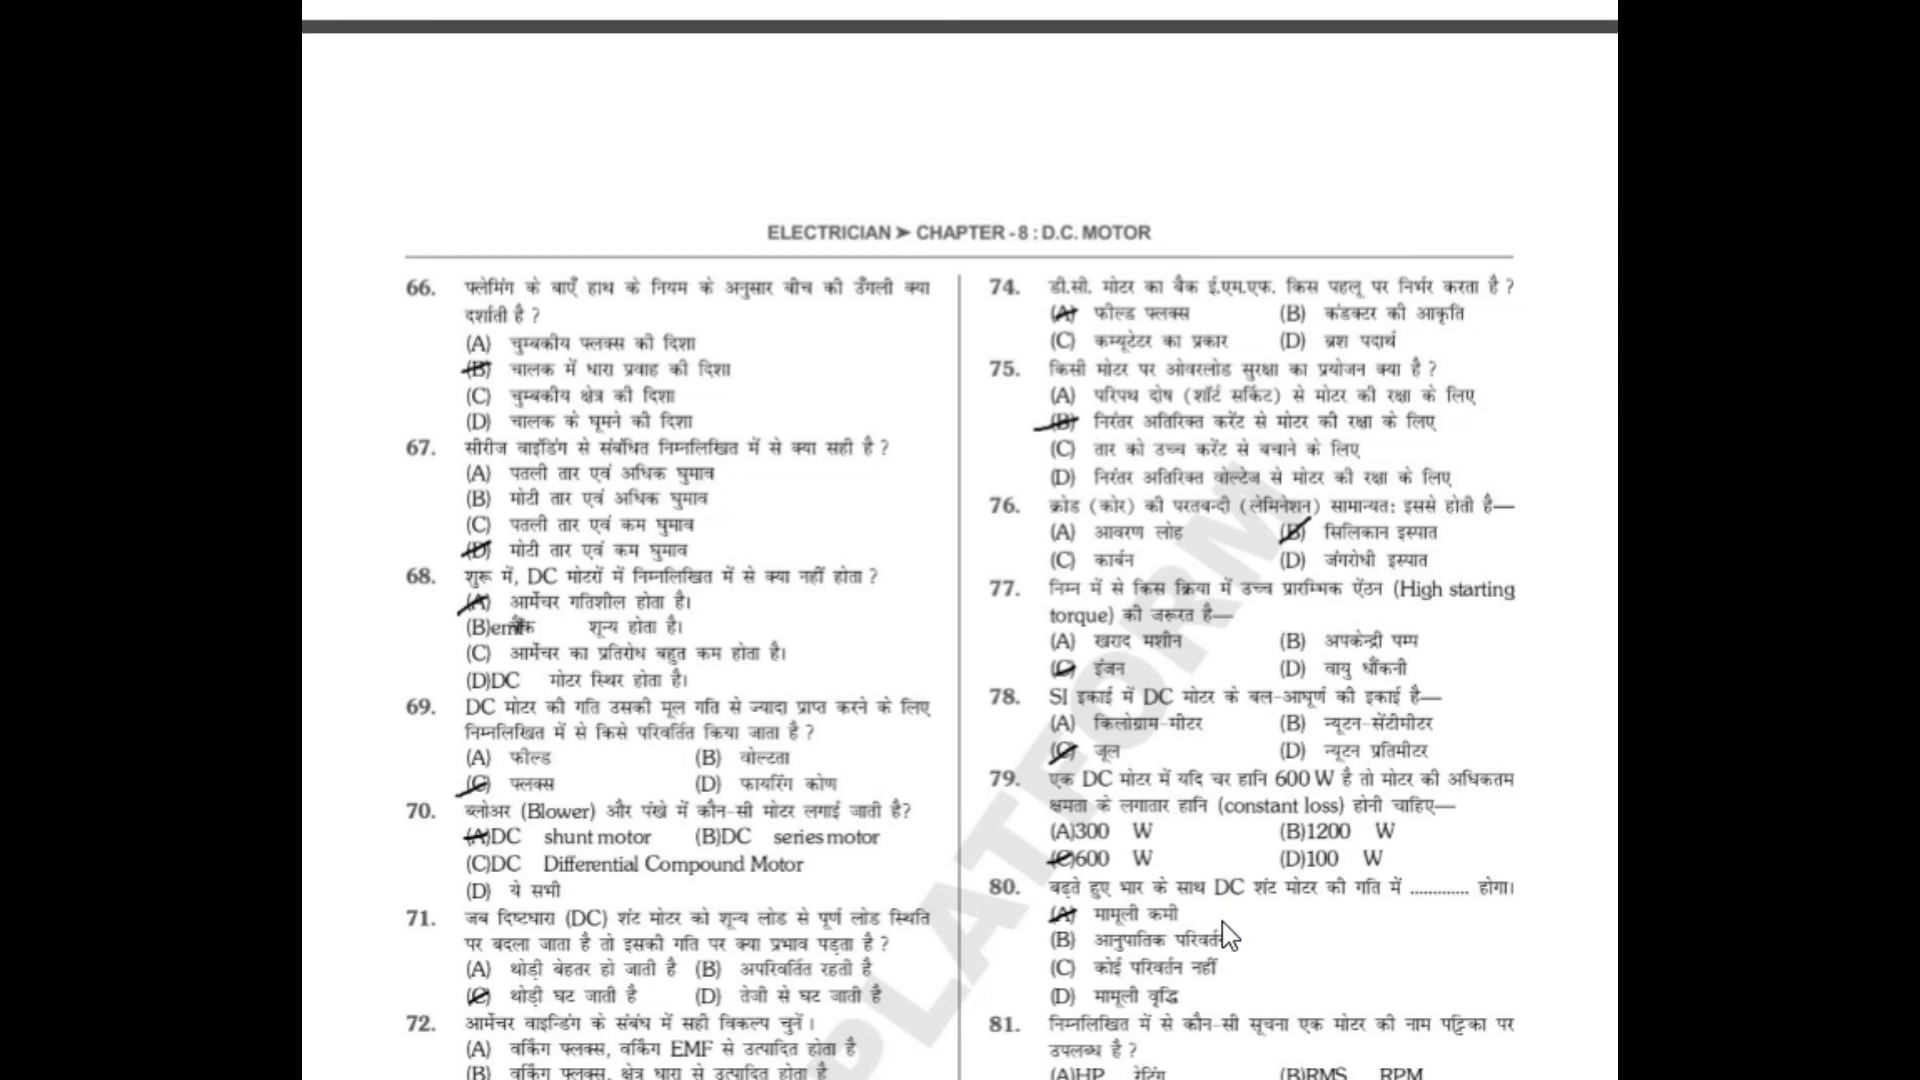 ELECTRICIAN ➤ CHAPTER - 8 : D.C. MOTOR
66. फ्लेमिंग के बाएँ हाथ के नियम के अनुसार बीच की उँगली क्या
दर्शाती है ?
(A) चुम्बकीय फ्लक्स की दिशा
(B) चालक में धारा प्रवाह की दिशा
(C) चुम्बकीय क्षेत्र की दिशा
(D) चालक के घूमने की दिशा
67. सीरीज वाइंडिंग से संबंधित निम्नलिखित में से क्या सही है ?
(A) पतली तार एवं अधिक घुमाव
(B) मोटी तार एवं अधिक घुमाव
(C) पतली तार एवं कम घुमाव
(D) मोटी तार एवं कम घुमाव
68. शुरू में, DC मोटरों में निम्नलिखित में से क्या नहीं होता ?
(A) आर्मेचर गतिशील होता है।
(B) emf शून्य होता है।
(C) आर्मेचर का प्रतिरोध बहुत कम होता है।
(D)DC मोटर स्थिर होता है।
69. DC मोटर की गति उसकी मूल गति से ज्यादा प्राप्त करने के लिए
निम्नलिखित में से किसे परिवर्तित किया जाता है ?
(A) फील्ड (B) वोल्टता
(C) फ्लक्स (D) फायरिंग कोण
70. ब्लोअर (Blower) और पंखे में कौन-सी मोटर लगाई जाती है?
(A)DC shunt motor (B)DC series motor
(C)DC Differential Compound Motor
(D) ये सभी
71. जब दिष्टधारा (DC) शंट मोटर को शून्य लोड से पूर्ण लोड स्थिति
पर बदला जाता है तो इसकी गति पर क्या प्रभाव पड़ता है ?
(A) थोड़ी बेहतर हो जाती है (B) अपरिवर्तित रहती है
(C) थोड़ी घट जाती है (D) तेजी से घट जाती है
72. आर्मेचर वाइन्डिंग के संबंध में सही विकल्प चुनें।
(A) वर्किंग फ्लक्स, वर्किंग EMF से उत्पादित होता है
(B) वर्किंग फ्लक्स, क्षेत्र धारा से उत्पादित होता है
74. डी.सी. मोटर का बैक ई.एम.एफ. किस पहलू पर निर्भर करता है ?
(A) फील्ड फ्लक्स (B) कंडक्टर की आकृति
(C) कम्यूटेटर का प्रकार (D) ब्रश पदार्थ
75. किसी मोटर पर ओवरलोड सुरक्षा का प्रयोजन क्या है ?
(A) परिपथ दोष (शॉर्ट सर्किट) से मोटर की रक्षा के लिए
(B) निरंतर अतिरिक्त करेंट से मोटर की रक्षा के लिए
(C) तार को उच्च करेंट से बचाने के लिए
(D) निरंतर अतिरिक्त वोल्टेज से मोटर की रक्षा के लिए
76. क्रोड (कोर) की परतबन्दी (लेमिनेशन) सामान्यत: इससे होती है—
(A) आवरण लोह (B) सिलिकान इस्पात
(C) कार्बन (D) जंगरोधी इस्पात
77. निम्न में से किस क्रिया में उच्च प्रारम्भिक ऐंठन (High starting
torque) की जरूरत है—
(A) खराद मशीन (B) अपकेन्द्री पम्प
(C) इंजन (D) वायु धौंकनी
78. SI इकाई में DC मोटर के बल-आघूर्ण की इकाई है—
(A) किलोग्राम-मीटर (B) न्यूटन-सेंटीमीटर
(C) जूल (D) न्यूटन प्रतिमीटर
79. एक DC मोटर में यदि चर हानि 600 W है तो मोटर की अधिकतम
क्षमता के लगातार हानि (constant loss) होनी चाहिए—
(A)300 W (B)1200 W
(C)600 W (D)100 W
80. बढ़ते हुए भार के साथ DC शंट मोटर की गति में ............. होगा।
(A) मामूली कमी
(B) आनुपातिक
(C) कोई परिवर्तन नहीं
(D) मामूली वृद्धि
81. निम्नलिखित में से कौन-सी सूचना एक मोटर की नाम पट्टिका पर
उपलब्ध है ?
(A)HP रेटिंग (B)RMS RPM
PLATFORM